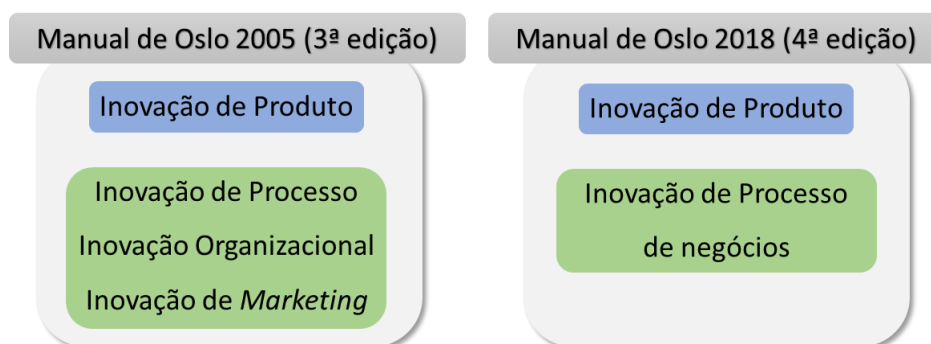 Manual de Oslo 2005 (3ª edição)
Inovação de Produto
Inovação de Processo
Inovação Organizacional
Inovação de Marketing
Manual de Oslo 2018 (4ª edição)
Inovação de Produto
Inovação de Processo
de negócios